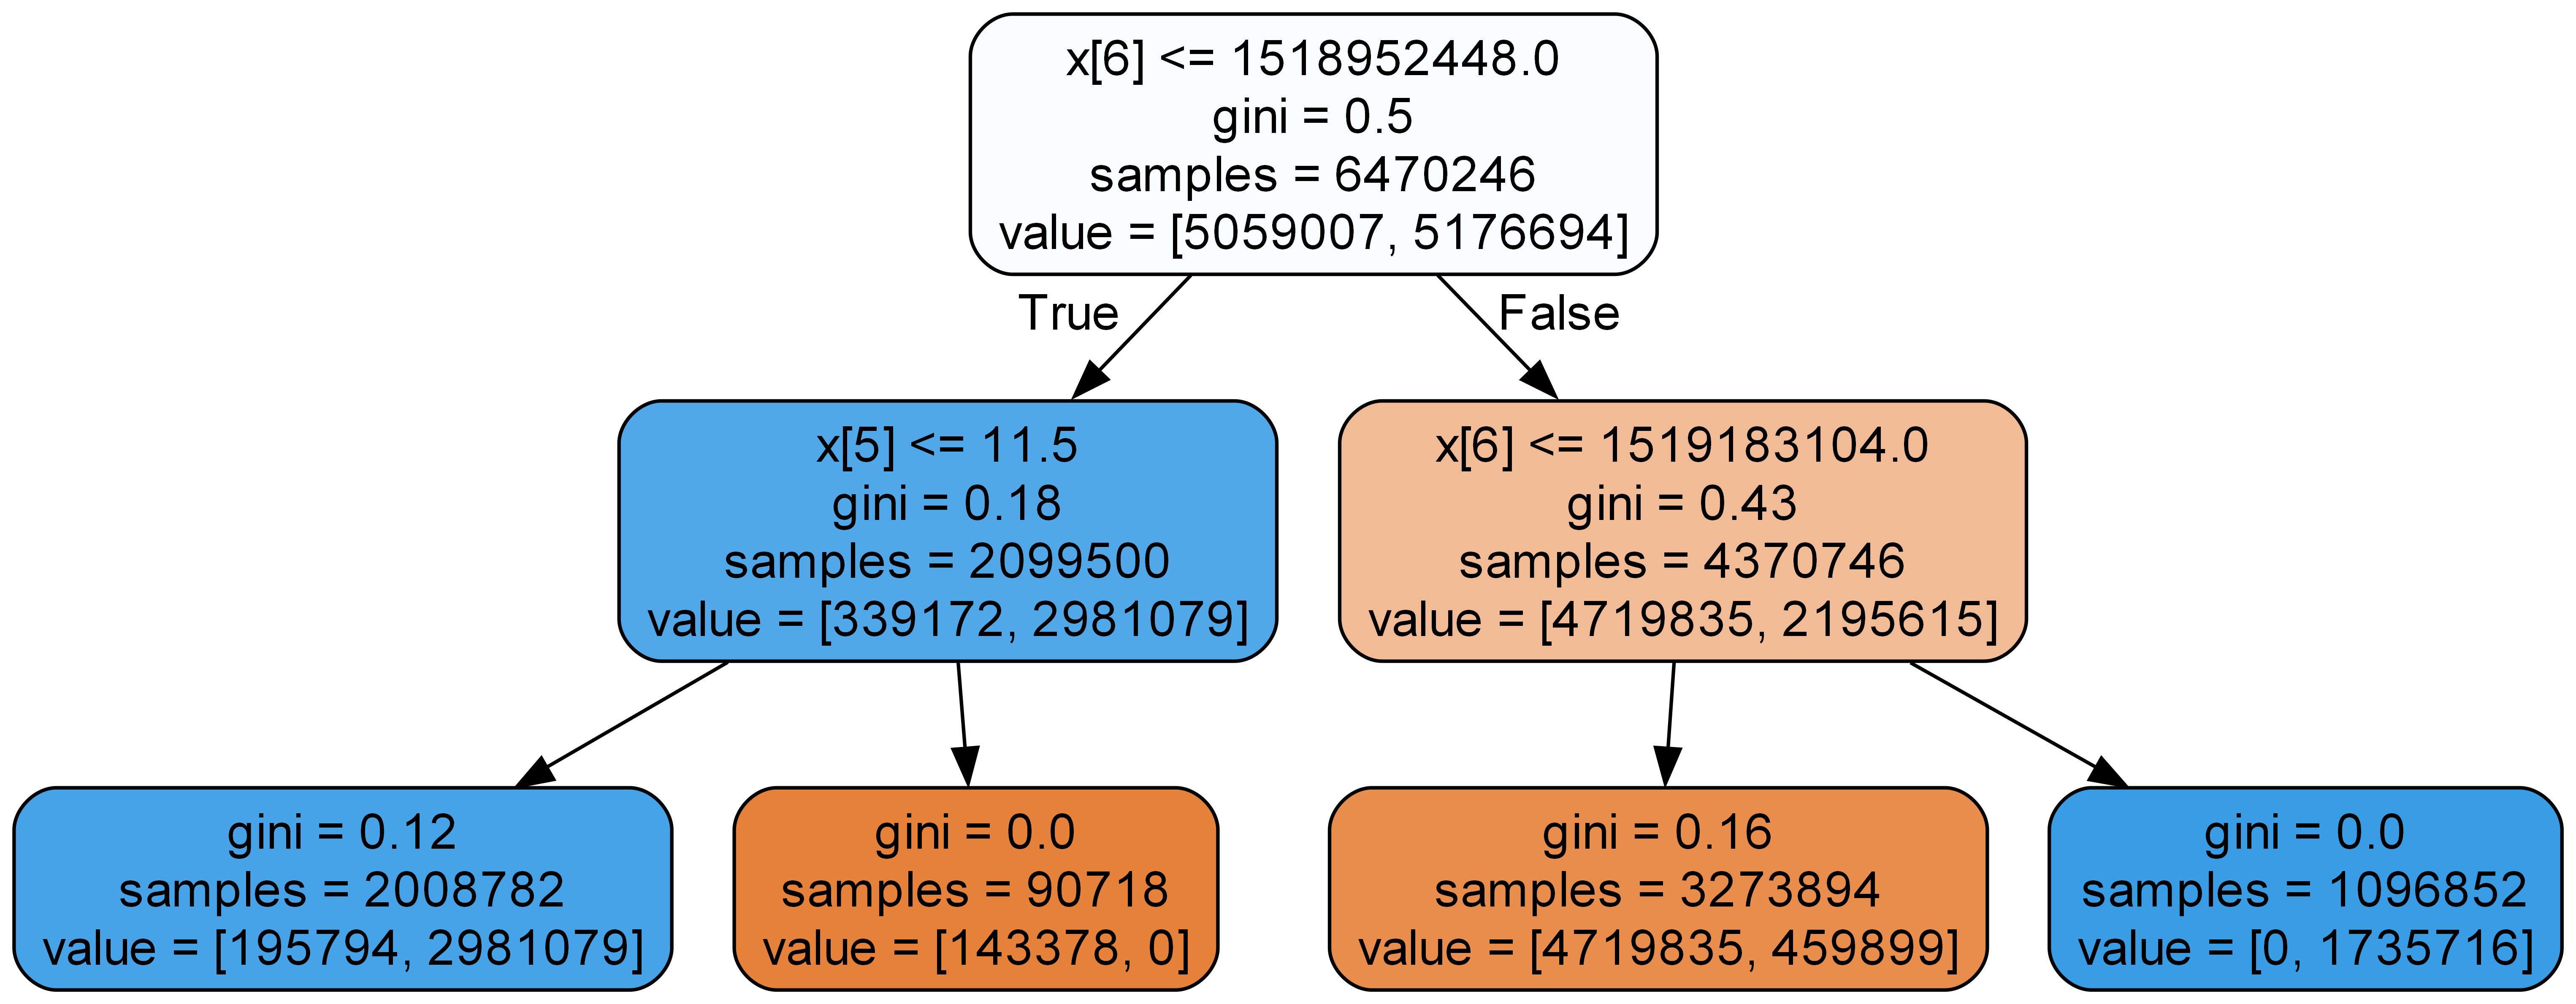 x[6] <= 1518952448.0
gini = 0.5
samples = 6470246
value = [5059007, 5176694]
True
False
x[5] <= 11.5
gini = 0.18
samples = 2099500
value = [339172, 2981079]
x[6] <= 1519183104.0
gini = 0.43
samples = 4370746
value = [4719835, 2195615]
gini = 0.12
samples = 2008782
value = [195794, 2981079]
gini = 0.0
samples = 90718
value = [143378, 0]
gini = 0.16
samples = 3273894
value = [4719835, 459899]
gini = 0.0
samples = 1096852
value = [0, 1735716]